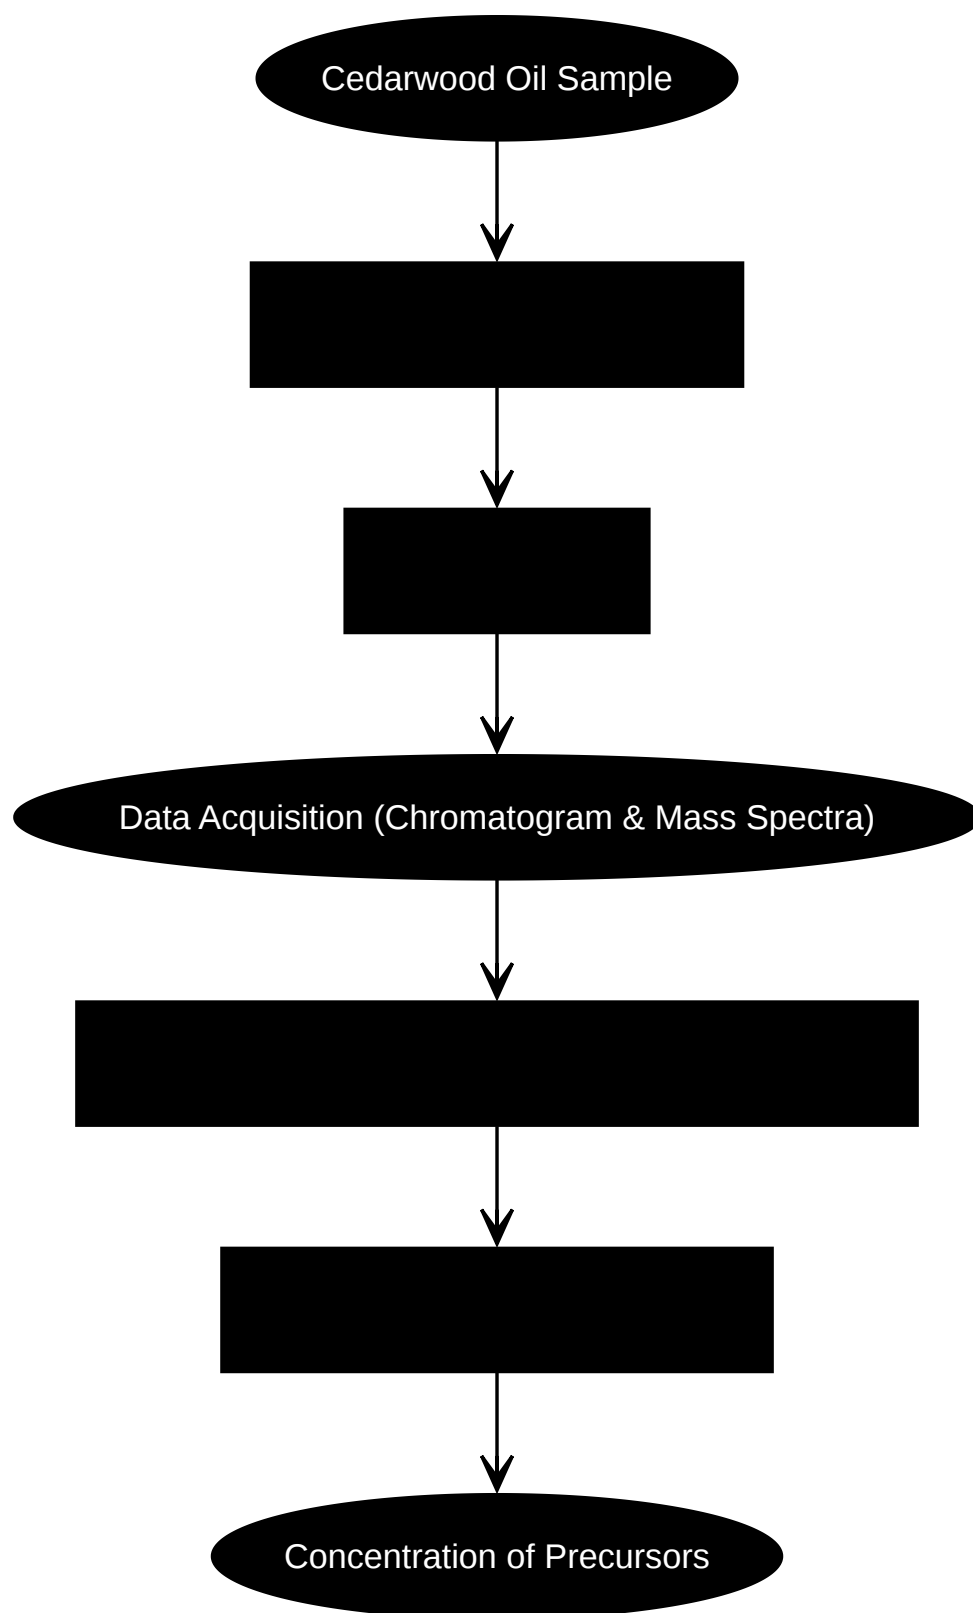 Cedarwood Oil Sample
Data Acquisition (Chromatogram & Mass Spectra)
Concentration of Precursors